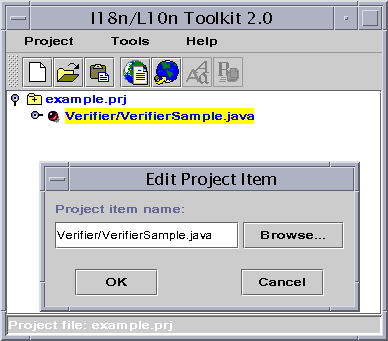 I18n/L10n Toolkit 2.0
Project Tools Help
example.prj
Verifier/VerifierSample.java
Edit Project Item
Project item name:
Verifier/VerifierSample.java Browse...
OK Cancel
Project file: example.prj